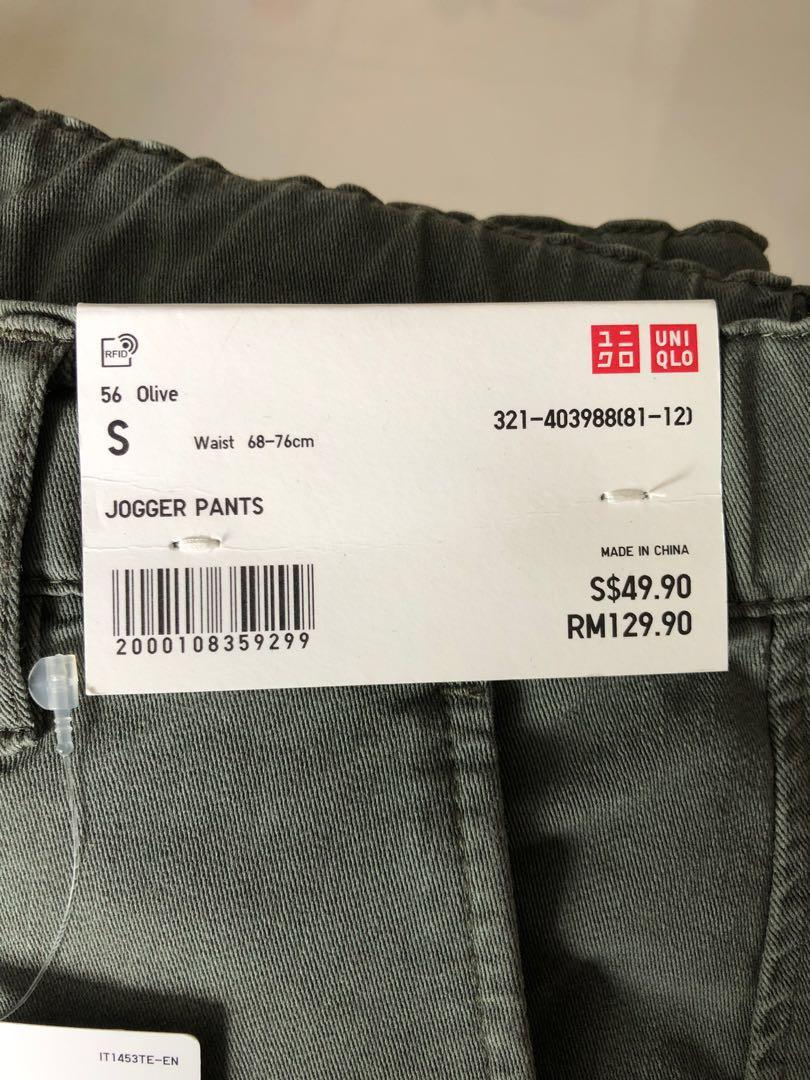 RFID
ユニ
クロ
UNI
QLO
56 Olive
S
Waist 68-76cm
321-403988(81-12)
JOGGER PANTS
MADE IN CHINA
S$49.90
RM129.90
2000108359299
IT1453TE-EN